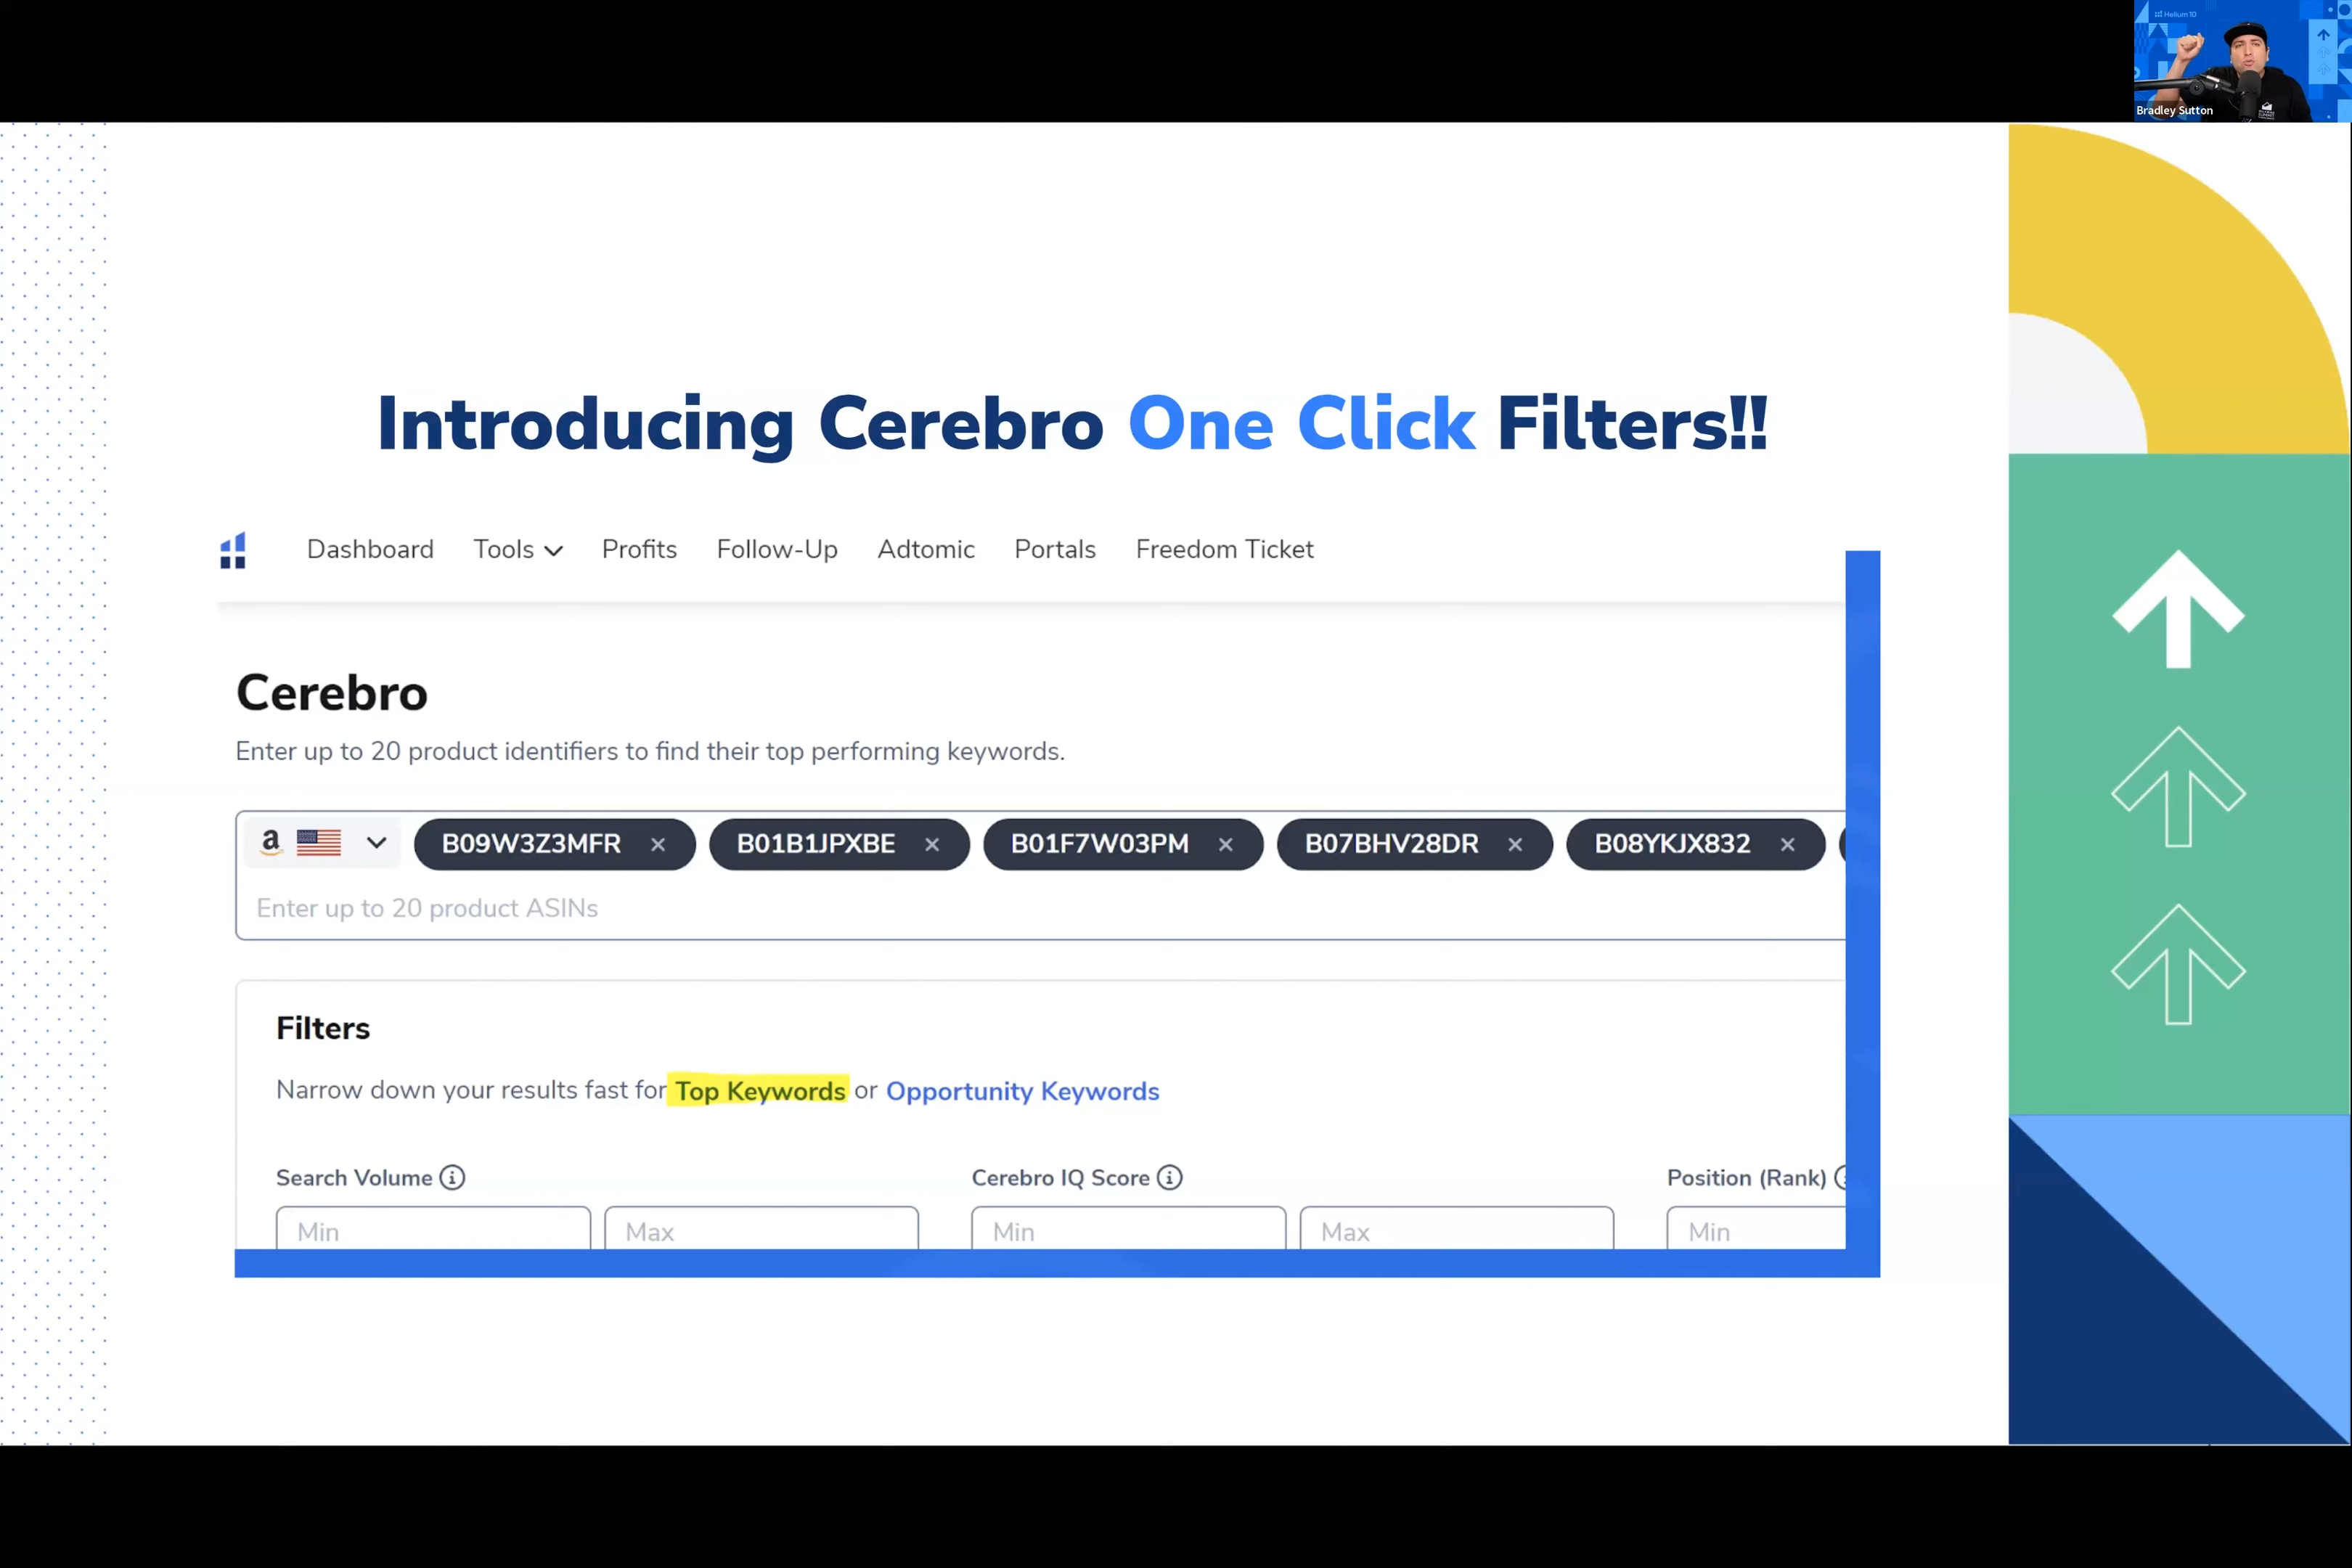 Helium 10
Bradley Sutton
Introducing Cerebro One Click Filters!!
Dashboard Tools Profits Follow-Up Adtomic Portals Freedom Ticket
Cerebro
Enter up to 20 product identifiers to find their top performing keywords.
a B09W3Z3MFR × B01B1JPXBE × B01F7W03PM × B07BHV28DR × B08YKJX832 ×
Enter up to 20 product ASINs
Filters
Narrow down your results fast for Top Keywords or Opportunity Keywords
Search Volume Cerebro IQ Score Position (Rank)
Min Max Min Max Min